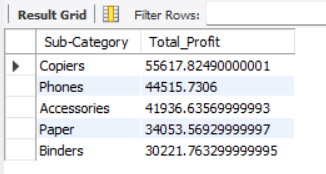 Result Grid Filter Rows:
Sub-Category Total_Profit
Copiers 55617.82490000001
Phones 44515.7306
Accessories 41936.63569999993
Paper 34053.56929999997
Binders 30221.763299999995